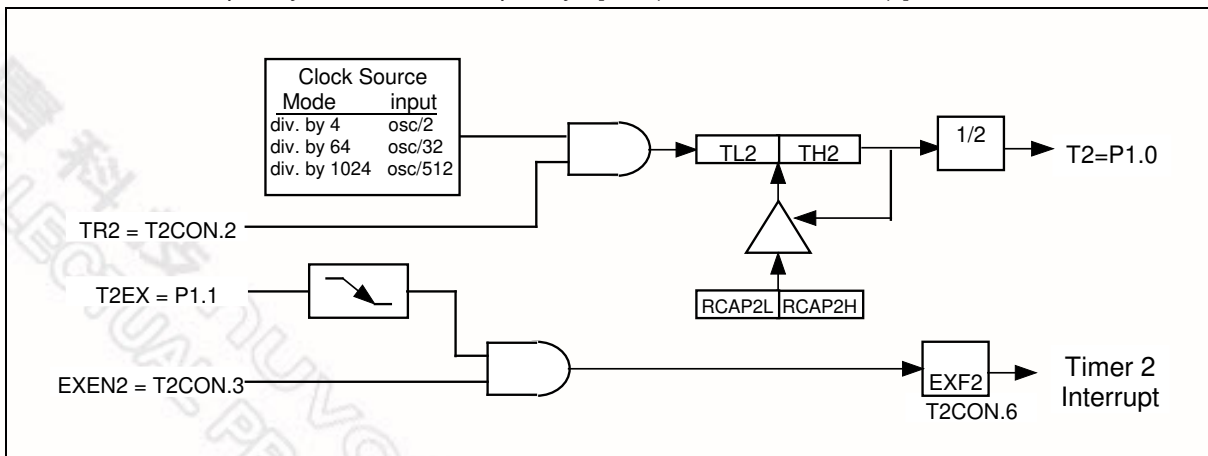 Clock Source
Mode input
div. by 4 osc/2
div. by 64 osc/32
div. by 1024 osc/512
TL2 TH2
1/2
T2=P1.0
TR2 = T2CON.2
T2EX = P1.1
RCAP2L RCAP2H
EXEN2 = T2CON.3
EXF2
T2CON.6
Timer 2
Interrupt